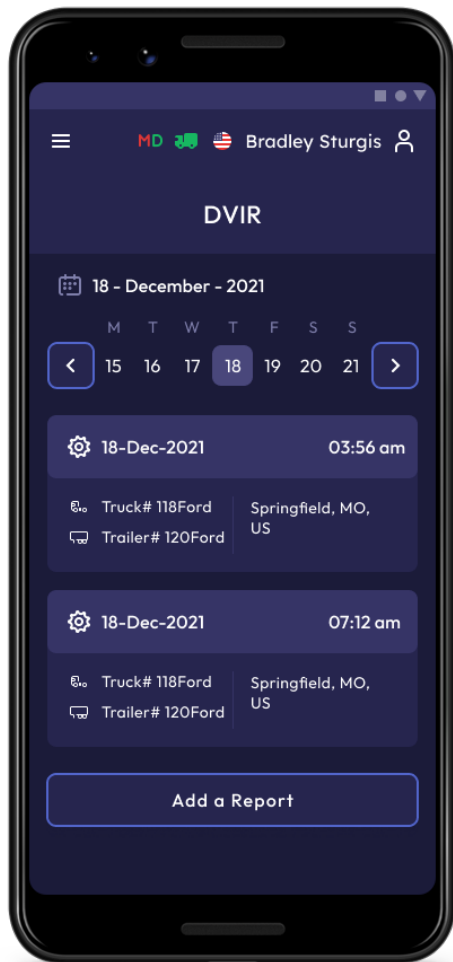 MD Bradley Sturgis
DVIR
18 - December - 2021
M T W T F S S
15 16 17 18 19 20 21
18-Dec-2021 03:56 am
Truck# 118Ford
Trailer# 120Ford
Springfield, MO,
US
18-Dec-2021 07:12 am
Truck# 118Ford
Trailer# 120Ford
Springfield, MO,
US
Add a Report